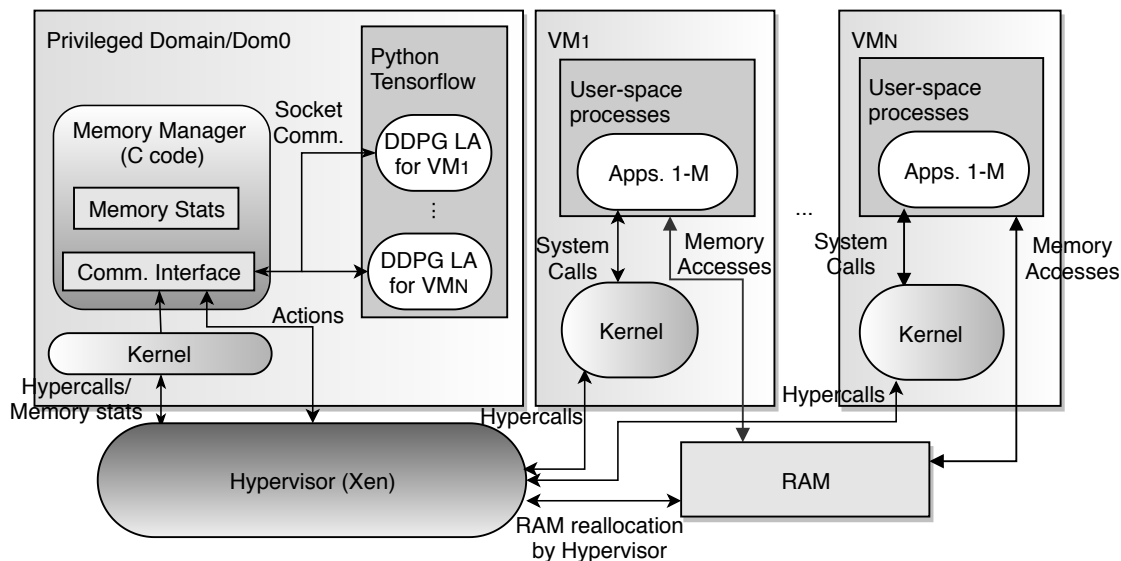 Privileged Domain/Dom0
Python
Tensorflow
Socket
Comm.
Memory Manager
(C code)
Memory Stats
Comm. Interface
DDPG LA
for VM1
...
DDPG LA
for VMN
Actions
Kernel
Hypercalls/
Memory stats
VM1
User-space
processes
Apps. 1-M
System
Calls
Memory
Accesses
Kernel
Hypercalls
...
VMN
User-space
processes
Apps. 1-M
System
Calls
Memory
Accesses
Kernel
Hypercalls
Hypervisor (Xen)
RAM
RAM reallocation
by Hypervisor